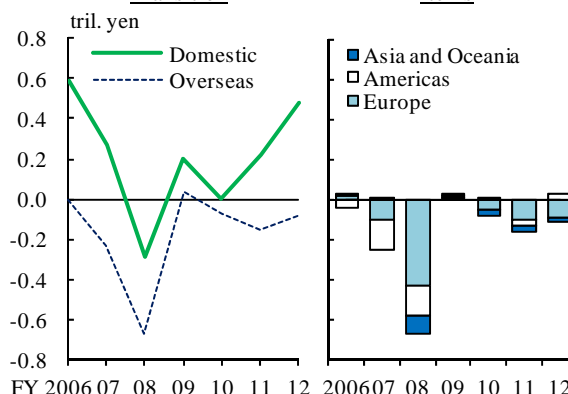 tril. yen
0.8
0.6
0.4
0.2
0.0
-0.2
-0.4
-0.6
-0.8
Domestic
Overseas
Asia and Oceania
Americas
Europe
FY 2006 07 08 09 10 11 12
2006 07 08 09 10 11 12